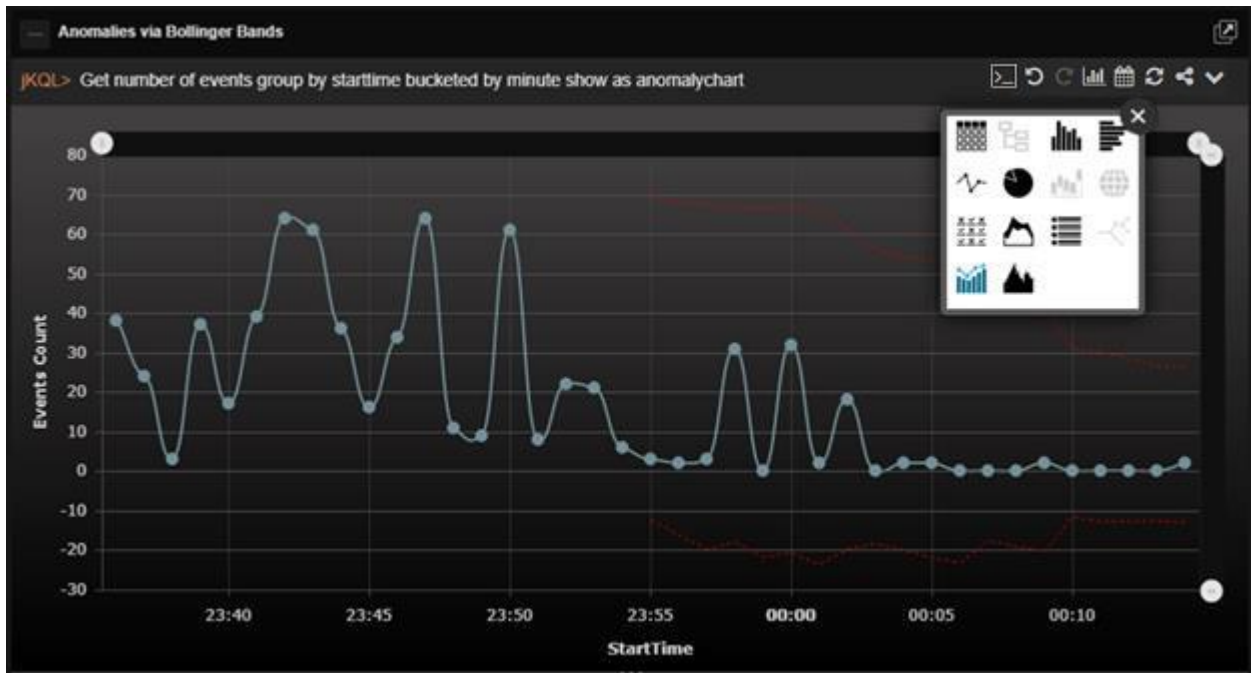 Anomalies via Bollinger Bands
jKQL> Get number of events group by starttime bucketed by minute show as anomalychart
80
70
60
50
40
30
20
10
0
-10
-20
-30
Events Count
23:40 23:45 23:50 23:55 00:00 00:05 00:10
StartTime